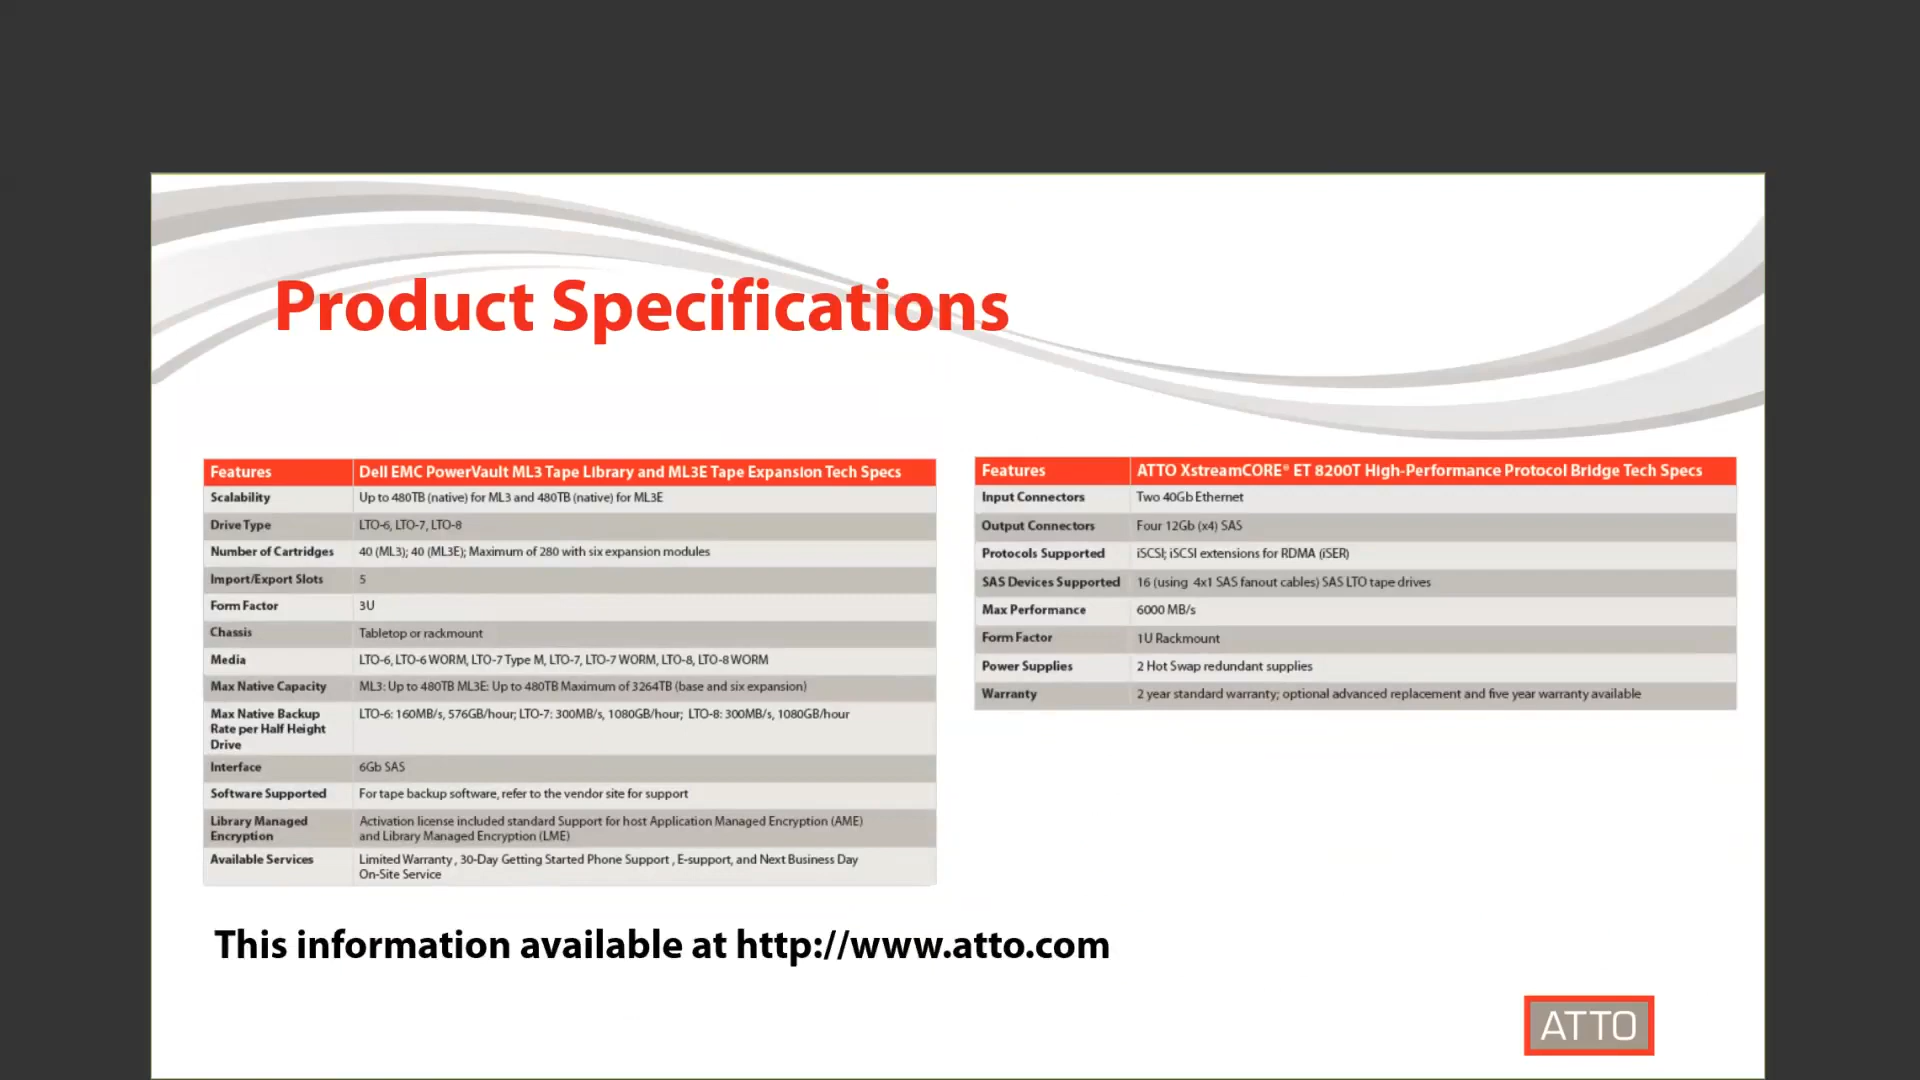 Product Specifications
Features Dell EMC PowerVault ML3 Tape Library and ML3E Tape Expansion Tech Specs
Scalability Up to 480TB (native) for ML3 and 480TB (native) for ML3E
Drive Type LTO-6, LTO-7, LTO-8
Number of Cartridges 40 (ML3); 40 (ML3E); Maximum of 280 with six expansion modules
Import/Export Slots 5
Form Factor 3U
Chassis Tabletop or rackmount
Media LTO-6, LTO-6 WORM, LTO-7 Type M, LTO-7, LTO-7 WORM, LTO-8, LTO-8 WORM
Max Native Capacity ML3: Up to 480TB ML3E: Up to 480TB Maximum of 3264TB (base and six expansion)
Max Native Backup LTO-6: 160MB/s, 576GB/hour; LTO-7: 300MB/s, 1080GB/hour; LTO-8: 300MB/s, 1080GB/hour
Rate per Half Height
Drive
Interface 6Gb SAS
Software Supported For tape backup software, refer to the vendor site for support
Library Managed Activation license included standard Support for host Application Managed Encryption (AME)
Encryption and Library Managed Encryption (LME)
Available Services Limited Warranty , 30-Day Getting Started Phone Support , E-support, and Next Business Day
On-Site Service
Features ATTO XstreamCORE® ET 8200T High-Performance Protocol Bridge Tech Specs
Input Connectors Two 40Gb Ethernet
Output Connectors Four 12Gb (x4) SAS
Protocols Supported iSCSI; iSCSI extensions for RDMA (iSER)
SAS Devices Supported 16 (using 4x1 SAS fanout cables) SAS LTO tape drives
Max Performance 6000 MB/s
Form Factor 1U Rackmount
Power Supplies 2 Hot Swap redundant supplies
Warranty 2 year standard warranty; optional advanced replacement and five year warranty available
This information available at http://www.atto.com
ATTO